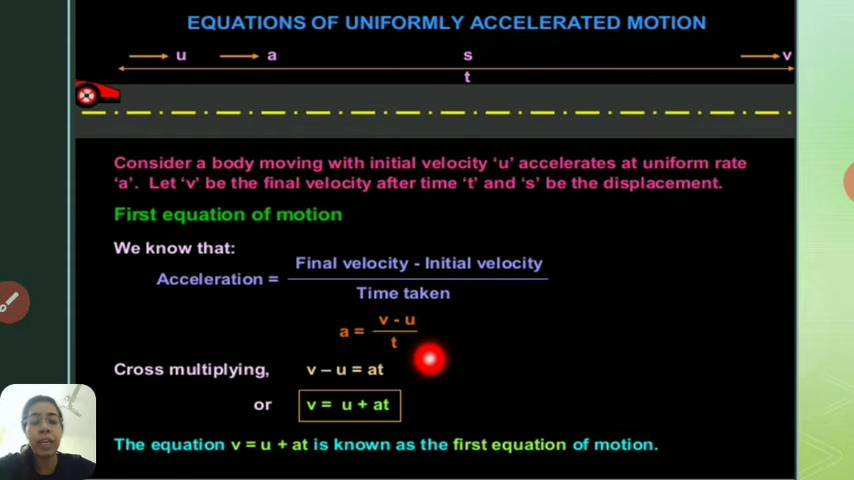 EQUATIONS OF UNIFORMLY ACCELERATED MOTION
u a s v
t
Consider a body moving with initial velocity ‘u’ accelerates at uniform rate
‘a’. Let ‘v’ be the final velocity after time ‘t’ and ‘s’ be the displacement.
First equation of motion
We know that:
Final velocity - Initial velocity
Acceleration =
Time taken
v - u
a =
t
Cross multiplying, v – u = at
or v = u + at
The equation v = u + at is known as the first equation of motion.